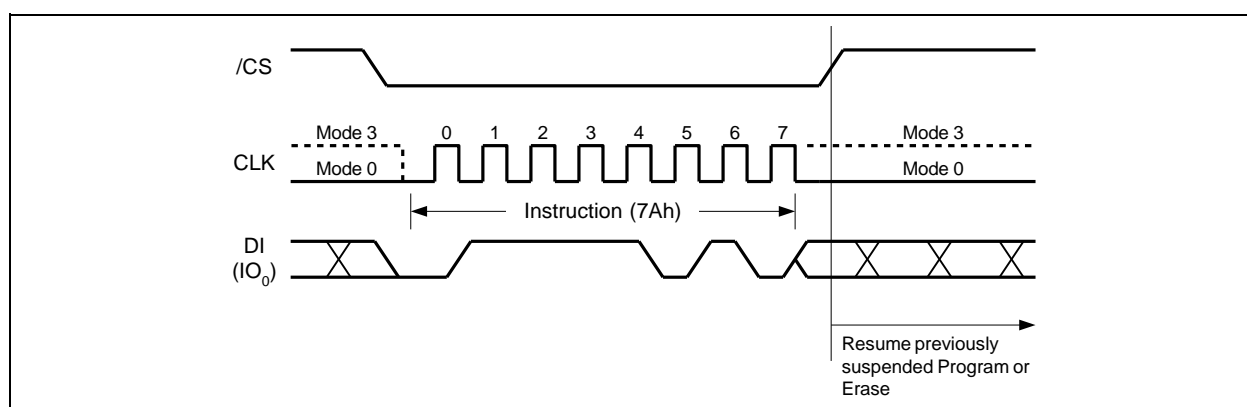 /CS
Mode 3 0 1 2 3 4 5 6 7 Mode 3
CLK
Mode 0 Mode 0
Instruction (7Ah)
DI
(IO0)
Resume previously
suspended Program or
Erase